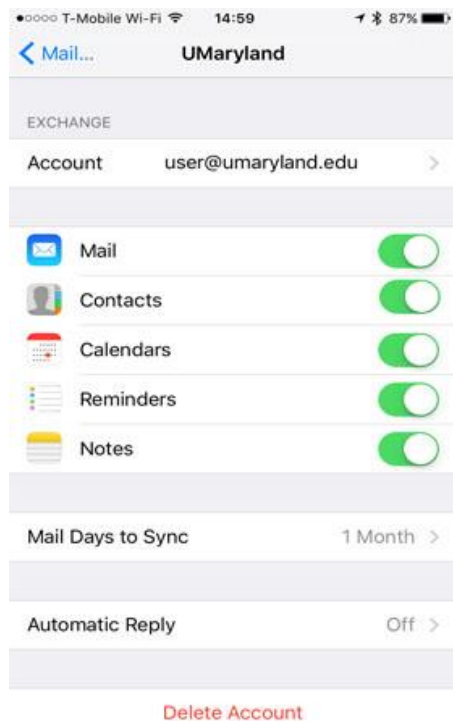 T-Mobile Wi-Fi 14:59 87%
Mail... UMaryland
EXCHANGE
Account user@umaryland.edu
Mail
Contacts
Calendars
Reminders
Notes
Mail Days to Sync 1 Month
Automatic Reply Off
Delete Account